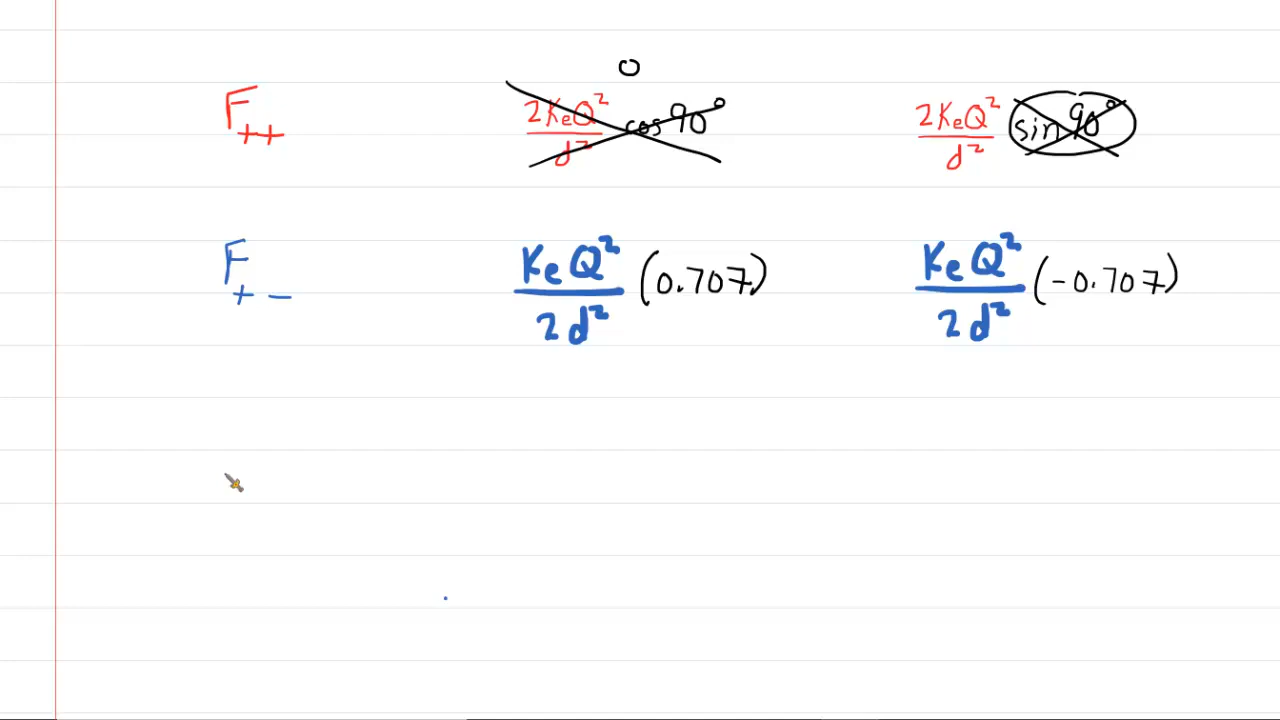 0
F₊₊ 2KeQ²/d² cos 90° 2KeQ²/d² sin 90°
F₊₋ KeQ²/2d² (0.707) KeQ²/2d² (-0.707)